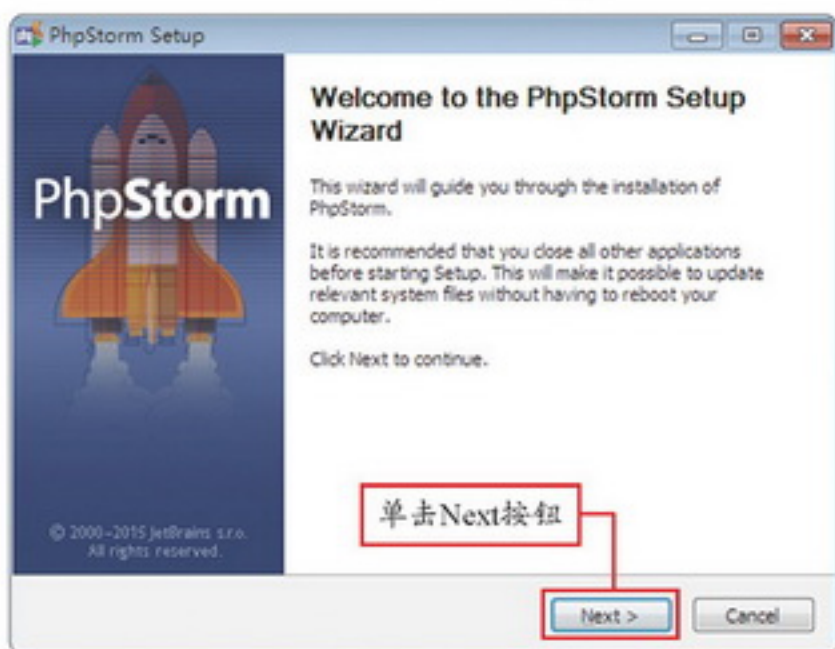 PhpStorm Setup
PhpStorm
Welcome to the PhpStorm Setup
Wizard
This wizard will guide you through the installation of
PhpStorm.
It is recommended that you close all other applications
before starting Setup. This will make it possible to update
relevant system files without having to reboot your
computer.
Click Next to continue.
© 2000-2015 JetBrains s.r.o.
All rights reserved.
单击Next按钮
Next >
Cancel